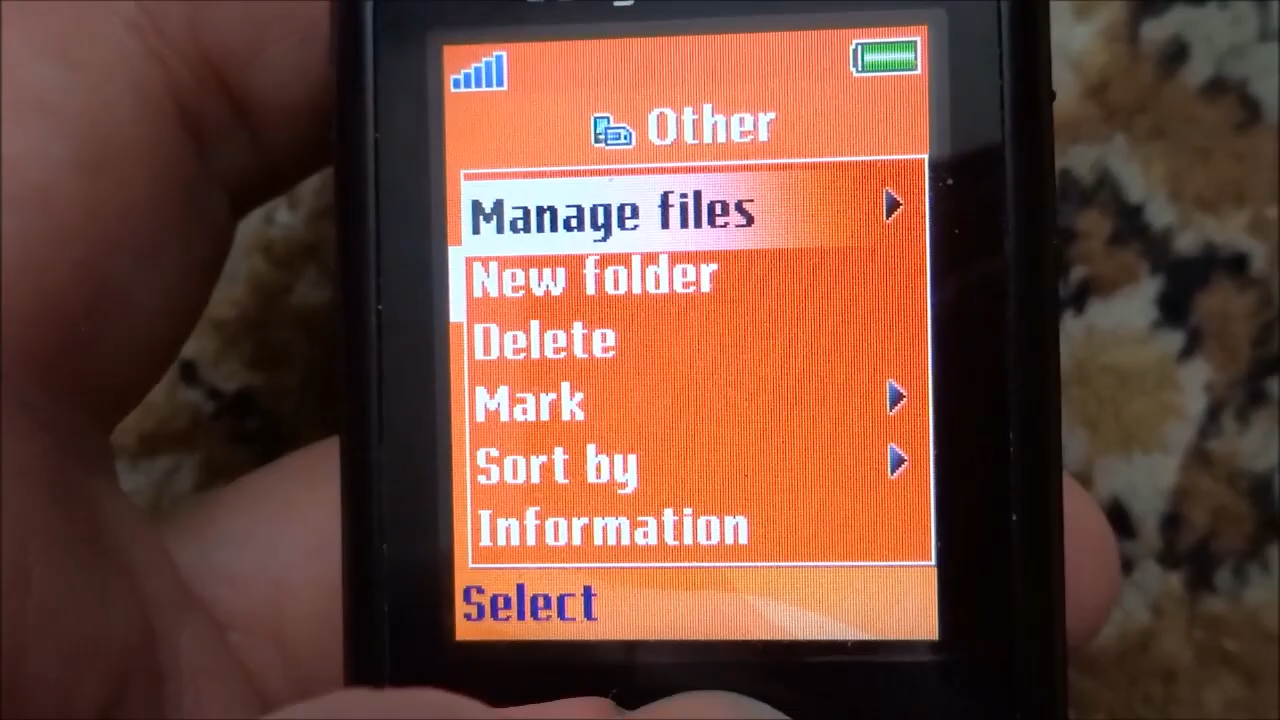 Other
Manage files
New folder
Delete
Mark
Sort by
Information
Select